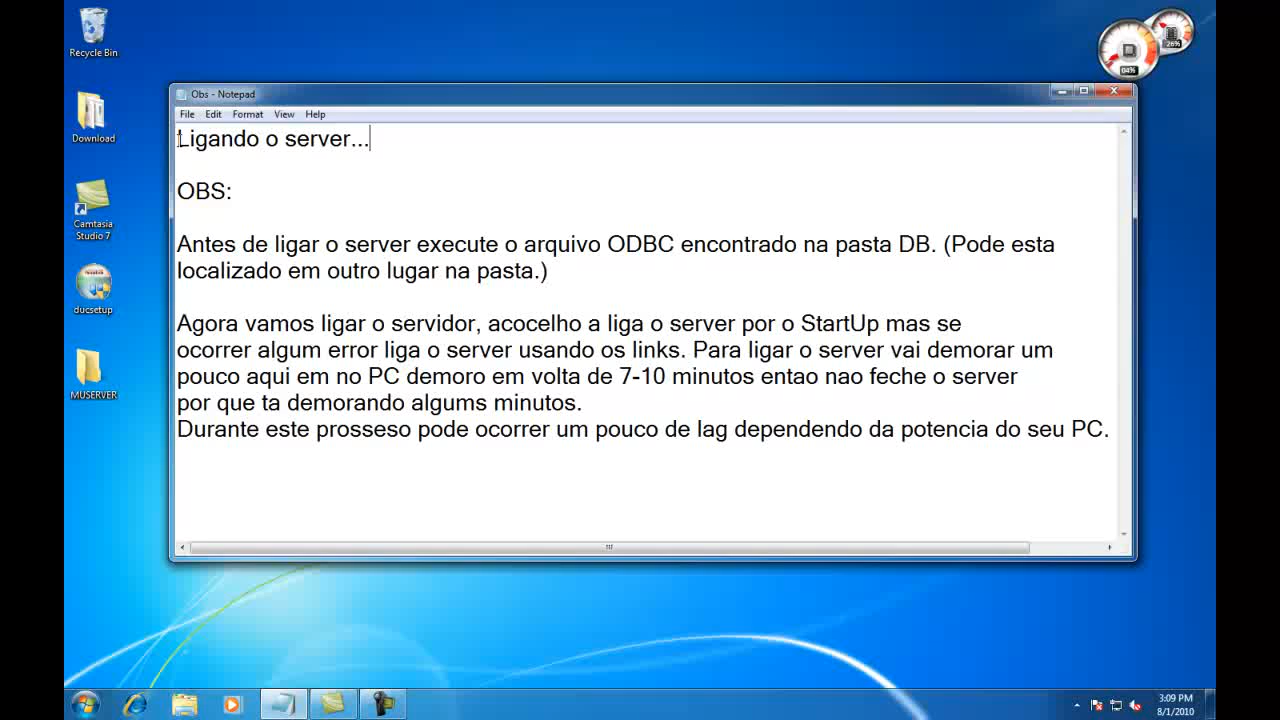 Recycle Bin
Download
Camtasia
Studio 7
ducsetup
MUSERVER
04%
26%
Obs - Notepad
File Edit Format View Help
Ligando o server...
OBS:
Antes de ligar o server execute o arquivo ODBC encontrado na pasta DB. (Pode esta
localizado em outro lugar na pasta.)
Agora vamos ligar o servidor, acocelho a liga o server por o StartUp mas se
ocorrer algum error liga o server usando os links. Para ligar o server vai demorar um
pouco aqui em no PC demoro em volta de 7-10 minutos entao nao feche o server
por que ta demorando algums minutos.
Durante este prosseso pode ocorrer um pouco de lag dependendo da potencia do seu PC.
3:09 PM
8/1/2010